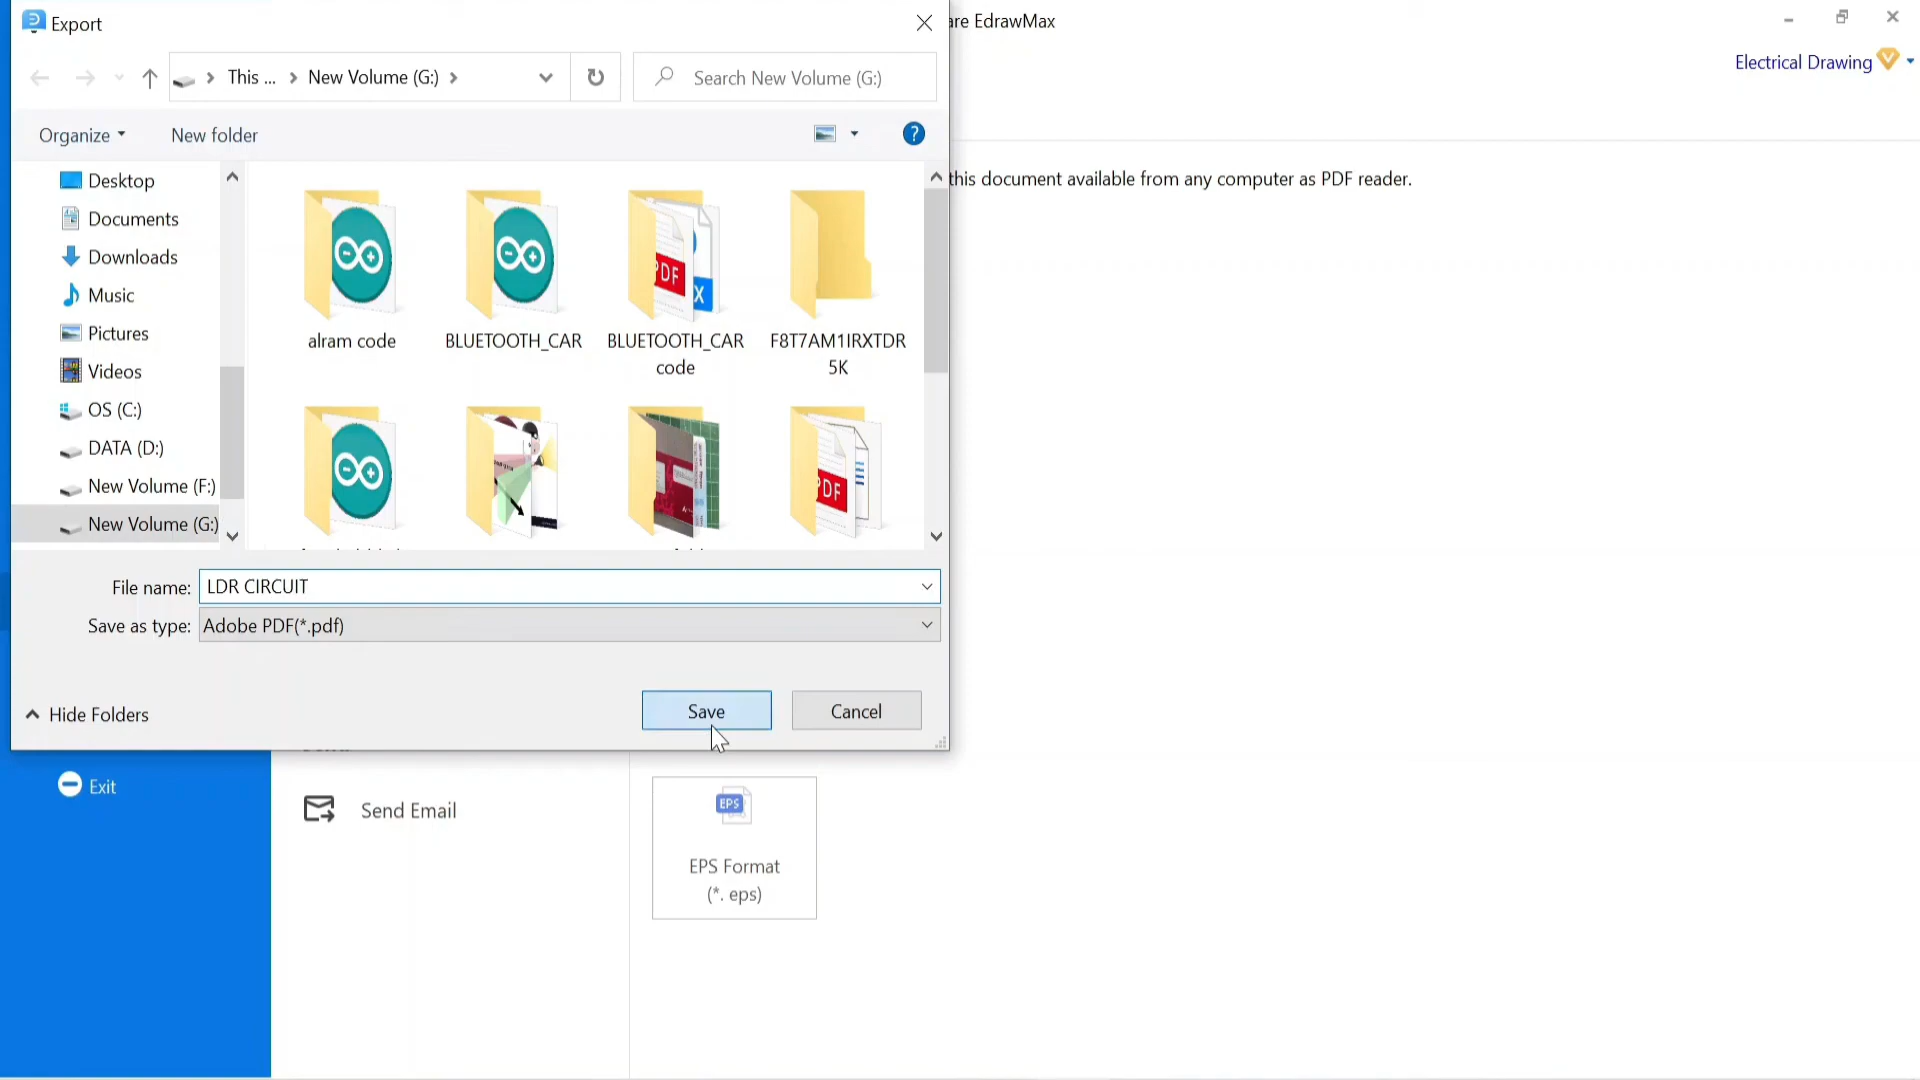 Export
are EdrawMax
Electrical Drawing
This ... New Volume (G:)
Search New Volume (G:)
Organize
New folder
?
this document available from any computer as PDF reader.
Desktop
Documents
Downloads
Music
Pictures
Videos
OS (C:)
DATA (D:)
New Volume (F:)
New Volume (G:)
PDF
X
alram code
BLUETOOTH_CAR
BLUETOOTH_CAR
code
F8T7AM1IRXTDR
5K
PDF
File name: LDR CIRCUIT
Save as type: Adobe PDF(*.pdf)
Hide Folders
Save
Cancel
Exit
Send Email
EPS
EPS Format
(*. eps)